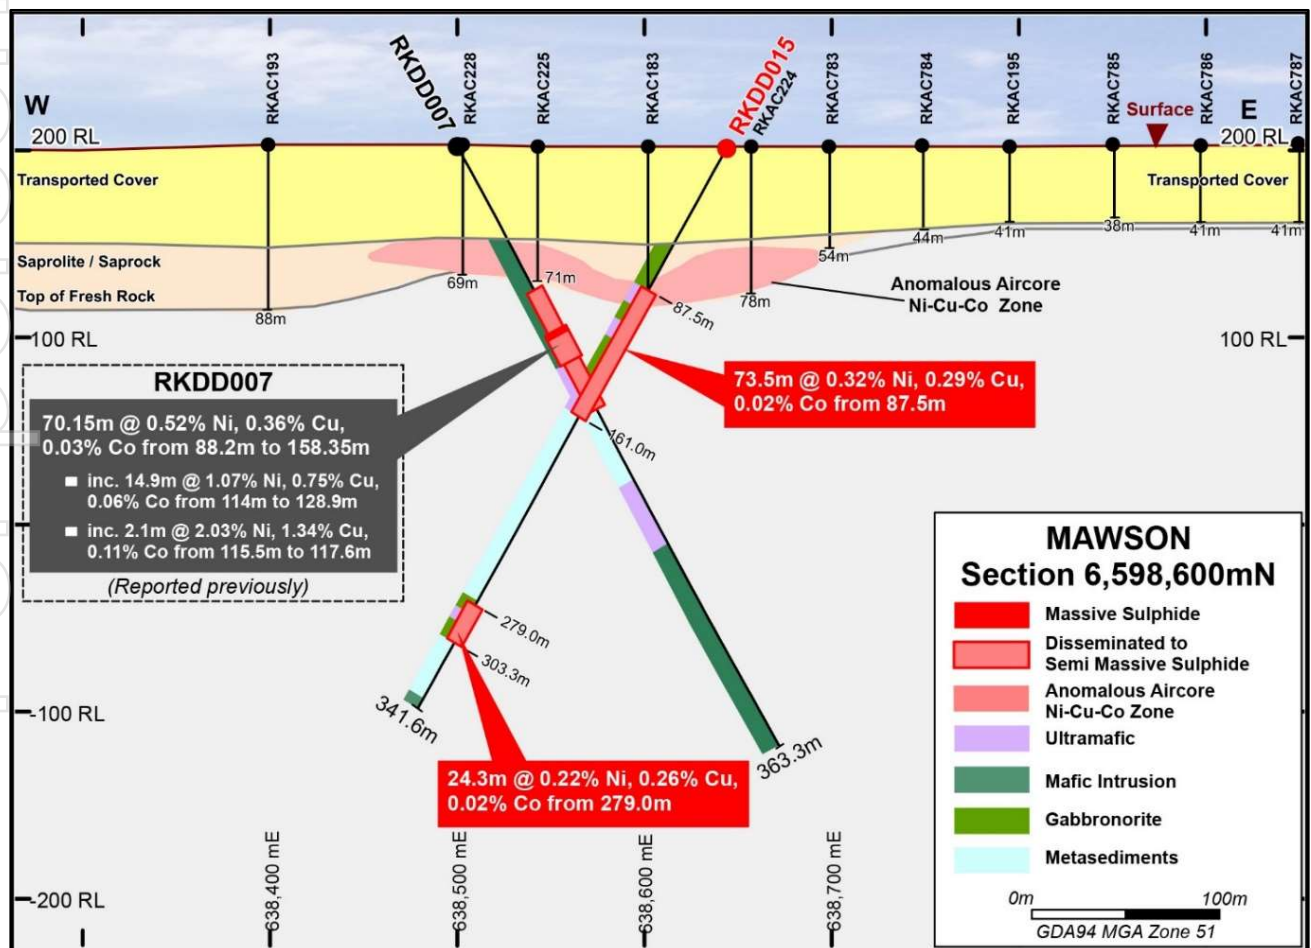 RKAC193
RKDD007
RKAC228
RKAC225
RKAC183
RKDD015
RKAC224
RKAC783
RKAC784
RKAC195
RKAC785
RKAC786
RKAC787
W
Surface
E
200 RL
200 RL
Transported Cover
Transported Cover
38m
41m
41m
41m
44m
54m
Saprolite / Saprock
69m
71m
78m
Anomalous Aircore
Ni-Cu-Co Zone
Top of Fresh Rock
88m
87.5m
100 RL
100 RL
RKDD007
70.15m @ 0.52% Ni, 0.36% Cu,
0.03% Co from 88.2m to 158.35m
inc. 14.9m @ 1.07% Ni, 0.75% Cu,
0.06% Co from 114m to 128.9m
inc. 2.1m @ 2.03% Ni, 1.34% Cu,
0.11% Co from 115.5m to 117.6m
(Reported previously)
73.5m @ 0.32% Ni, 0.29% Cu,
0.02% Co from 87.5m
161.0m
279.0m
303.3m
341.6m
363.3m
-100 RL
24.3m @ 0.22% Ni, 0.26% Cu,
0.02% Co from 279.0m
-200 RL
638,400 mE
638,500 mE
638,600 mE
638,700 mE
MAWSON
Section 6,598,600mN
Massive Sulphide
Disseminated to
Semi Massive Sulphide
Anomalous Aircore
Ni-Cu-Co Zone
Ultramafic
Mafic Intrusion
Gabbronorite
Metasediments
0m
100m
GDA94 MGA Zone 51